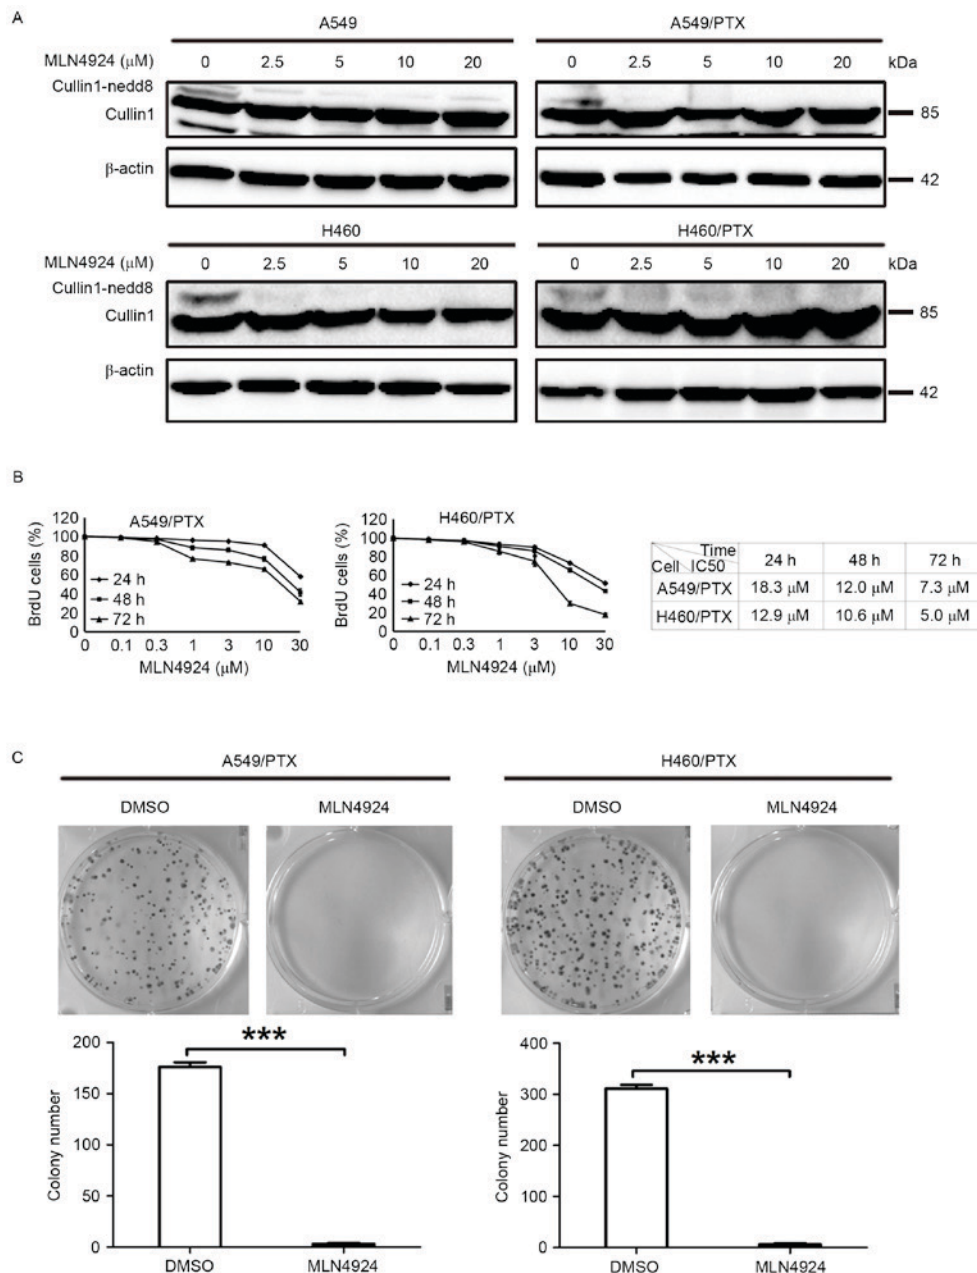 A
A549
A549/PTX
MLN4924 (μM) 0 2.5 5 10 20 0 2.5 5 10 20 kDa
Cullin1-nedd8
Cullin1
85
β-actin
42
H460
H460/PTX
MLN4924 (μM) 0 2.5 5 10 20 0 2.5 5 10 20 kDa
Cullin1-nedd8
Cullin1
85
β-actin
42
B
A549/PTX
BrdU cells (%)
120
100
80
60
40
20
0
24 h
48 h
72 h
0 0.1 0.3 1 3 10 30
MLN4924 (μM)
H460/PTX
BrdU cells (%)
120
100
80
60
40
20
0
24 h
48 h
72 h
0 0.1 0.3 1 3 10 30
MLN4924 (μM)
Time
Cell IC50 24 h 48 h 72 h
A549/PTX 18.3 μM 12.0 μM 7.3 μM
H460/PTX 12.9 μM 10.6 μM 5.0 μM
C
A549/PTX
H460/PTX
DMSO MLN4924
DMSO MLN4924
Colony number
200
150
100
50
0
***
DMSO MLN4924
Colony number
400
300
200
100
0
***
DMSO MLN4924